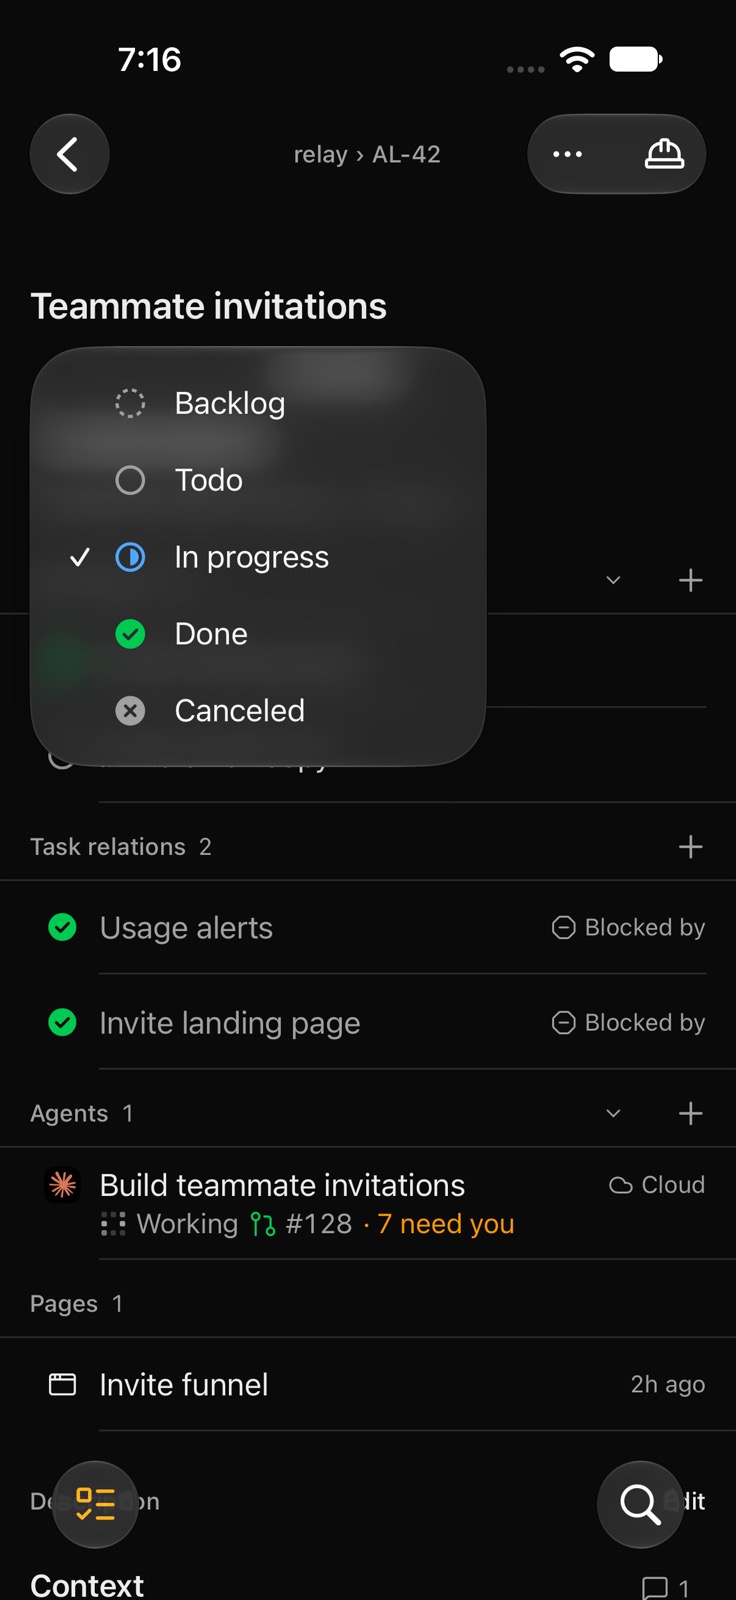 7:16
relay › AL-42
Teammate invitations
Backlog
Todo
In progress
Done
Canceled
Task relations 2
Usage alerts
Blocked by
Invite landing page
Blocked by
Agents 1
Build teammate invitations
Cloud
Working #128 · 7 need you
Pages 1
Invite funnel
2h ago
Context
1